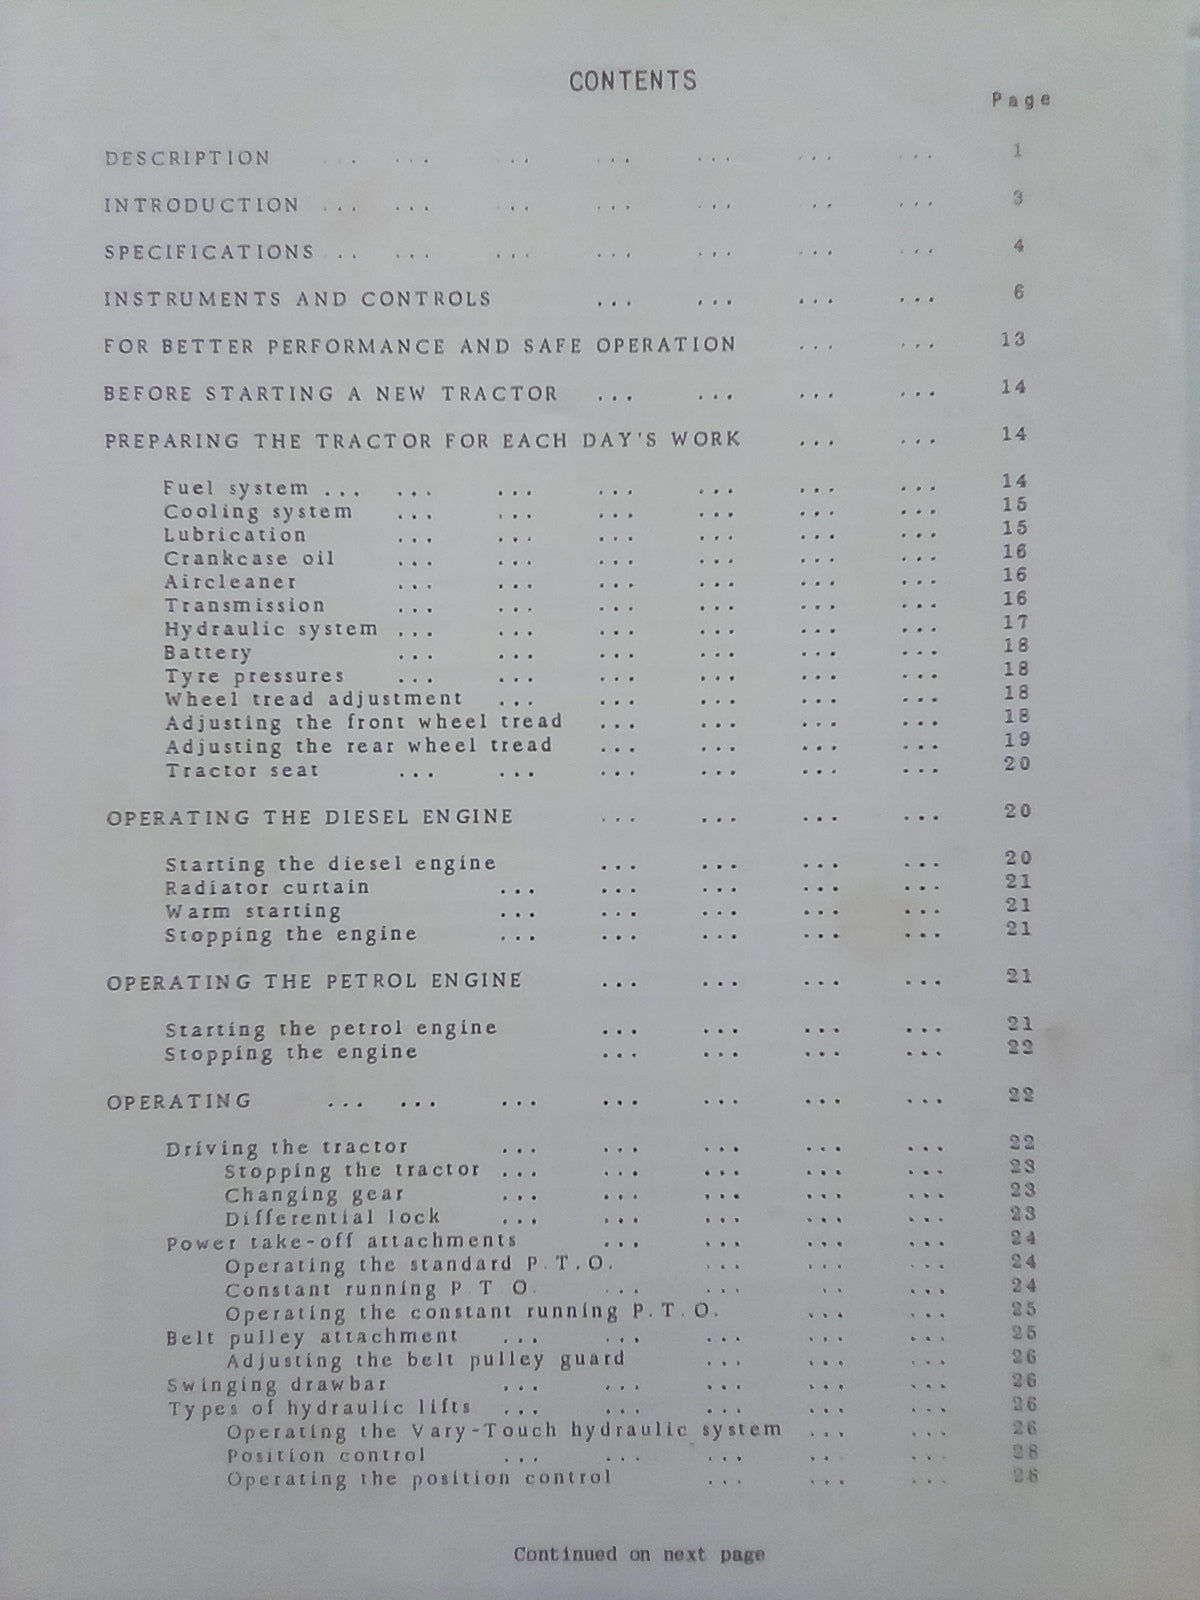 CONTENTS
Page
DESCRIPTION ... ... ... ... ... ... ... 1
INTRODUCTION ... ... ... ... ... ... ... 3
SPECIFICATIONS ... ... ... ... ... ... ... 4
INSTRUMENTS AND CONTROLS ... ... ... ... 6
FOR BETTER PERFORMANCE AND SAFE OPERATION ... ... 13
BEFORE STARTING A NEW TRACTOR ... ... ... ... 14
PREPARING THE TRACTOR FOR EACH DAY'S WORK ... ... 14
Fuel system ... ... ... ... ... ... ... 14
Cooling system ... ... ... ... ... ... 15
Lubrication ... ... ... ... ... ... 15
Crankcase oil ... ... ... ... ... ... 16
Aircleaner ... ... ... ... ... ... 16
Transmission ... ... ... ... ... ... 16
Hydraulic system ... ... ... ... ... ... 17
Battery ... ... ... ... ... ... 18
Tyre pressures ... ... ... ... ... ... 18
Wheel tread adjustment ... ... ... ... ... 18
Adjusting the front wheel tread ... ... ... ... 18
Adjusting the rear wheel tread ... ... ... ... 19
Tractor seat ... ... ... ... ... ... 20
OPERATING THE DIESEL ENGINE ... ... ... ... 20
Starting the diesel engine ... ... ... ... 20
Radiator curtain ... ... ... ... ... 21
Warm starting ... ... ... ... ... 21
Stopping the engine ... ... ... ... ... 21
OPERATING THE PETROL ENGINE ... ... ... ... 21
Starting the petrol engine ... ... ... ... 21
Stopping the engine ... ... ... ... 22
OPERATING ... ... ... ... ... ... ... 22
Driving the tractor ... ... ... ... ... 22
Stopping the tractor ... ... ... ... ... 23
Changing gear ... ... ... ... ... 23
Differential lock ... ... ... ... ... 23
Power take-off attachments ... ... ... ... 24
Operating the standard P.T.O. ... ... ... 24
Constant running P T O. ... ... ... ... 24
Operating the constant running P.T.O. ... ... 25
Belt pulley attachment ... ... ... ... ... 25
Adjusting the belt pulley guard ... ... ... 26
Swinging drawbar ... ... ... ... ... 26
Types of hydraulic lifts ... ... ... ... ... 26
Operating the Vary-Touch hydraulic system ... ... 26
Position control ... ... ... ... ... 28
Operating the position control ... ... ... 28
Continued on next page